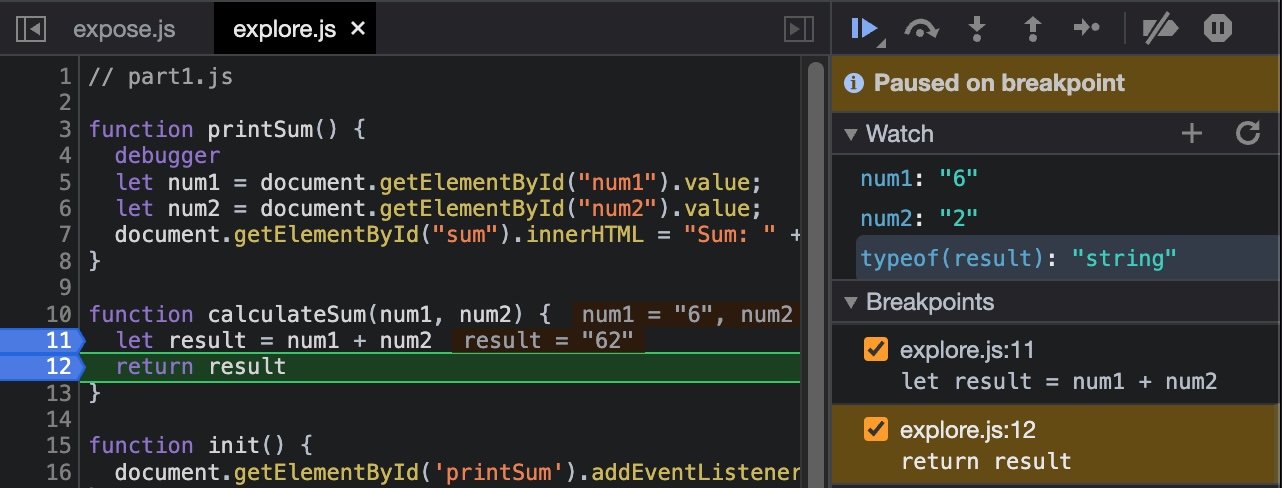 expose.js
explore.js ×
1 // part1.js
2
3 function printSum() {
4 debugger
5 let num1 = document.getElementById("num1").value;
6 let num2 = document.getElementById("num2").value;
7 document.getElementById("sum").innerHTML = "Sum: " +
8 }
9
10 function calculateSum(num1, num2) { num1 = "6", num2
11 let result = num1 + num2 result = "62"
12 return result
13 }
14
15 function init() {
16 document.getElementById('printSum').addEventListener
Paused on breakpoint
Watch
num1: "6"
num2: "2"
typeof(result): "string"
Breakpoints
explore.js:11
let result = num1 + num2
explore.js:12
return result